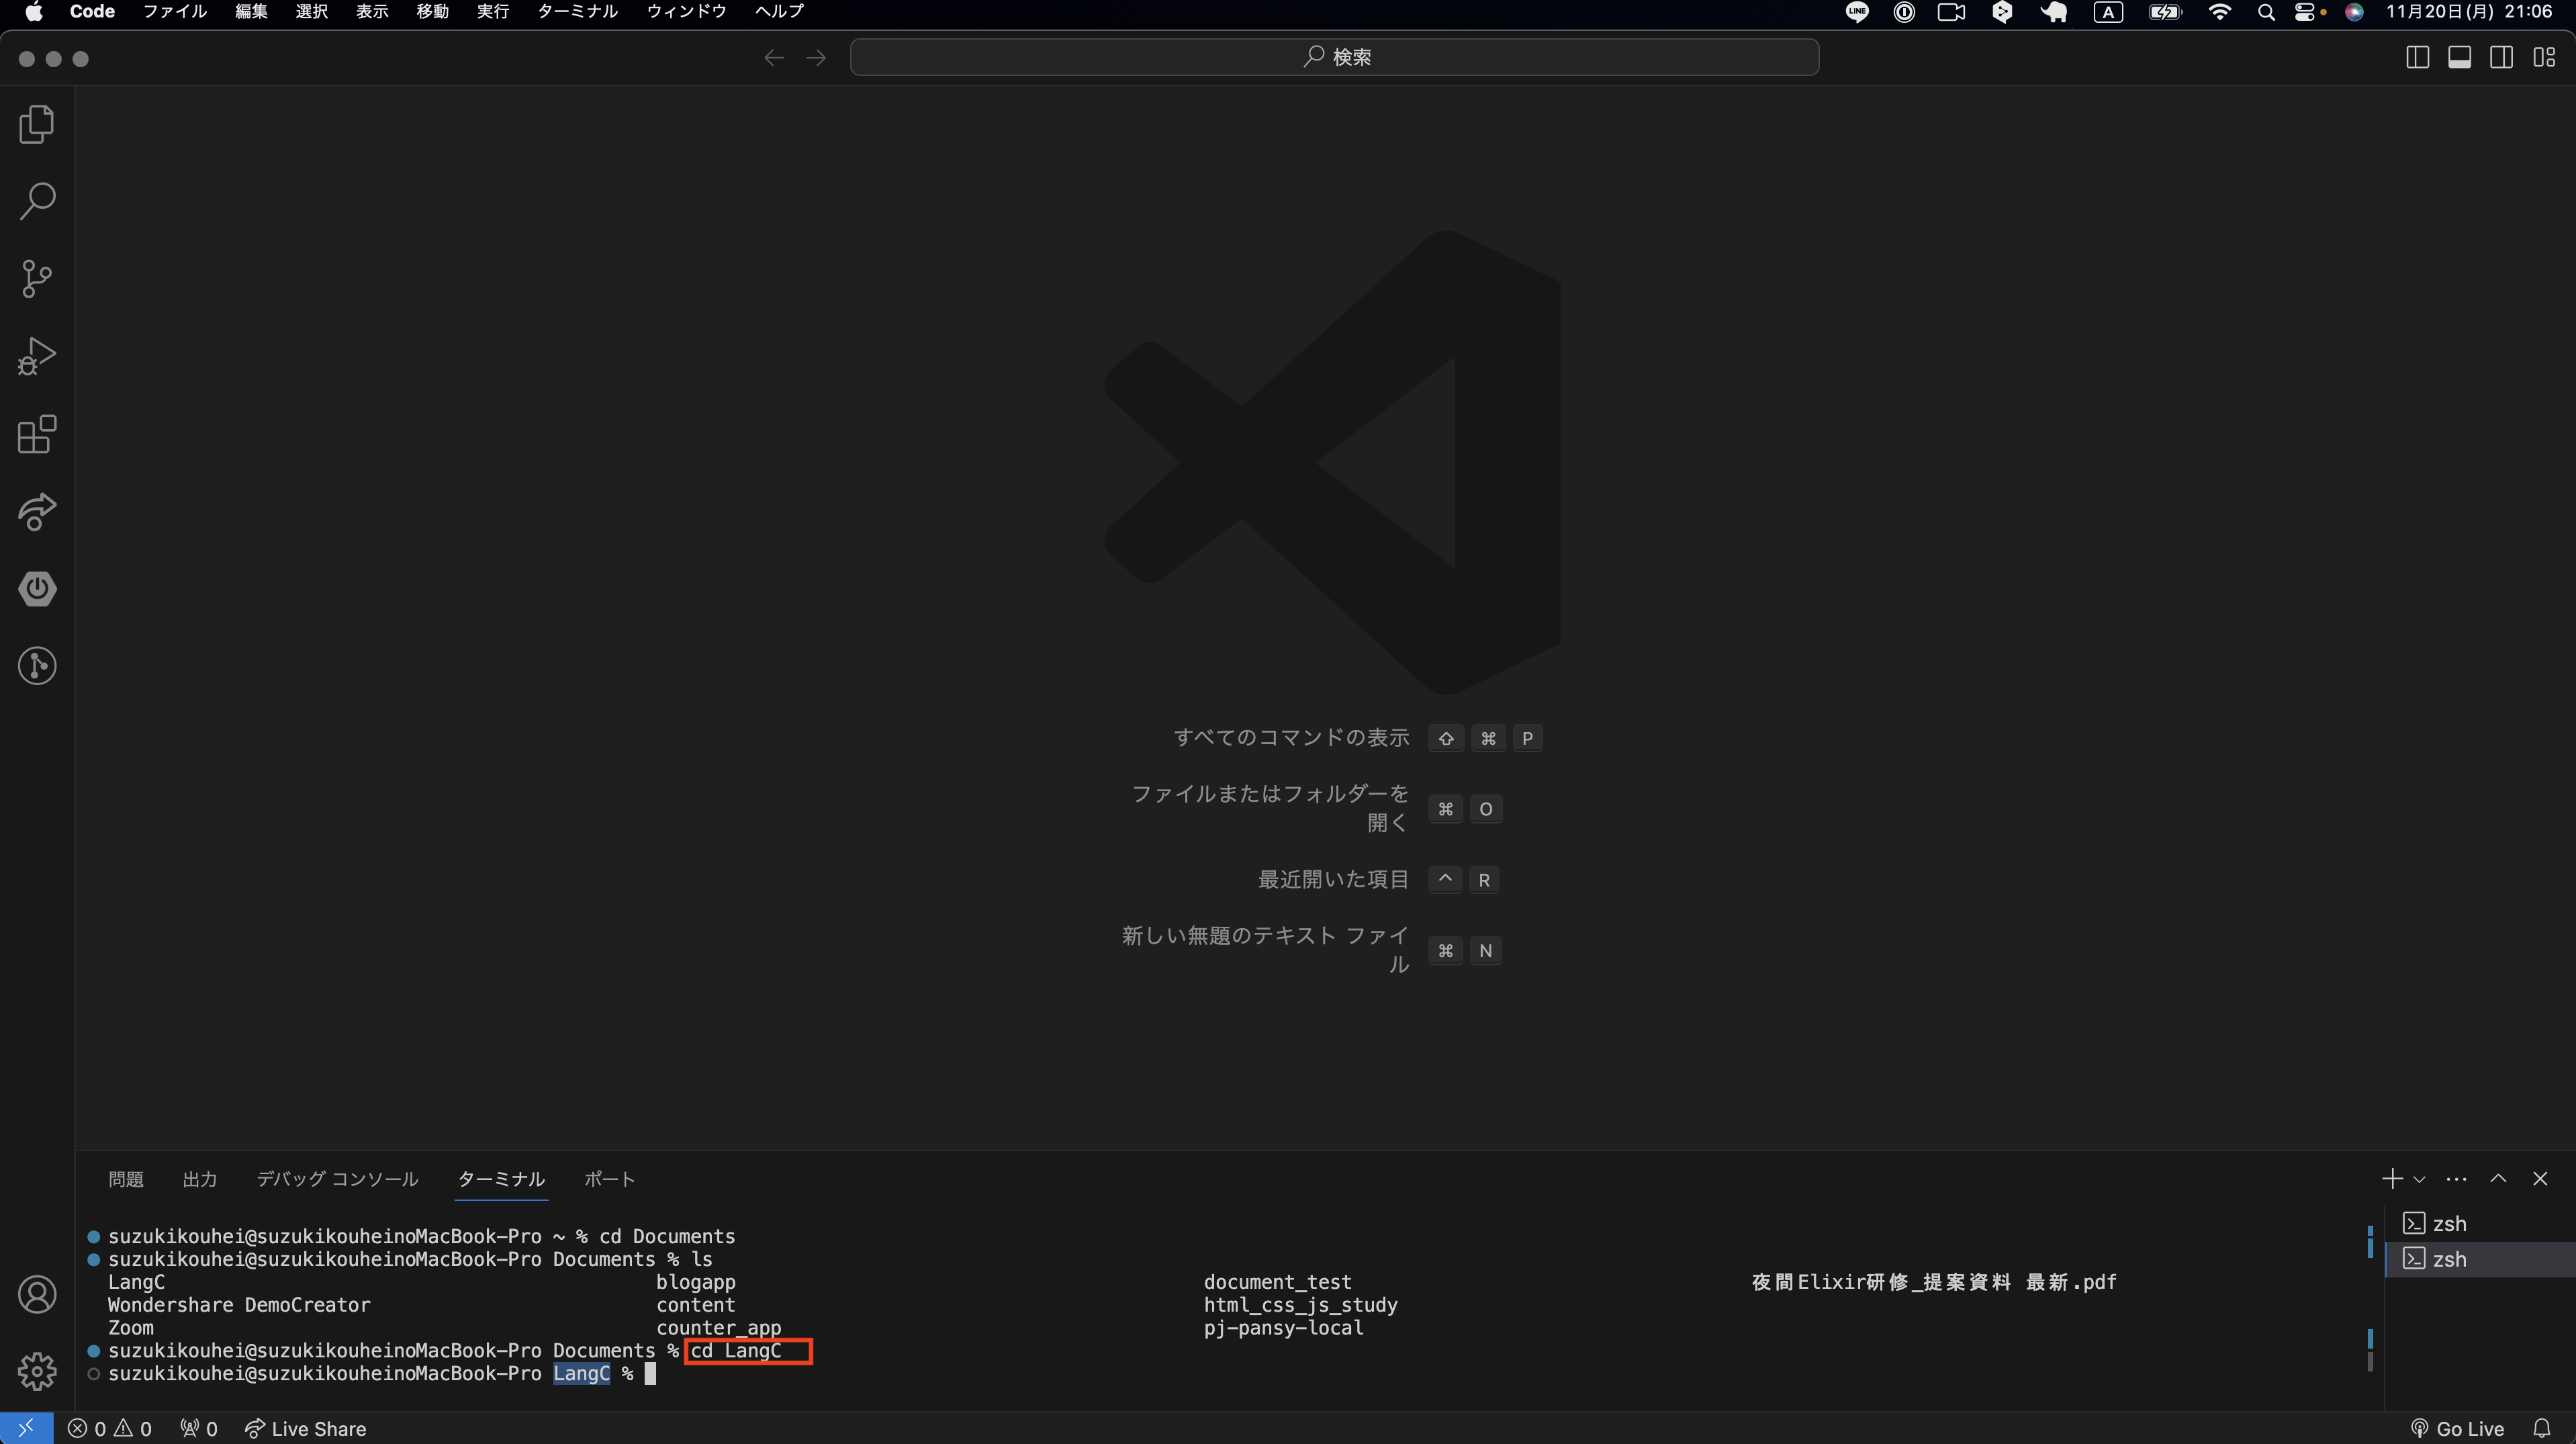 Code ファイル 編集 選択 表示 移動 実行 ターミナル ウィンドウ ヘルプ LINE A 11月20日(月) 21:06
検索
すべてのコマンドの表示 ⇧ ⌘ P
ファイルまたはフォルダーを
開く ⌘ O
最近開いた項目 ^ R
新しい無題のテキスト ファイ
ル ⌘ N
問題 出力 デバッグ コンソール ターミナル ポート
suzukikouhei@suzukikouheinoMacBook-Pro ~ % cd Documents
suzukikouhei@suzukikouheinoMacBook-Pro Documents % ls
LangC blogapp document_test 夜間Elixir研修_提案資料 最新.pdf
Wondershare DemoCreator content html_css_js_study
Zoom counter_app pj-pansy-local
suzukikouhei@suzukikouheinoMacBook-Pro Documents % cd LangC
suzukikouhei@suzukikouheinoMacBook-Pro LangC %
zsh
zsh
0 0 0 Live Share Go Live